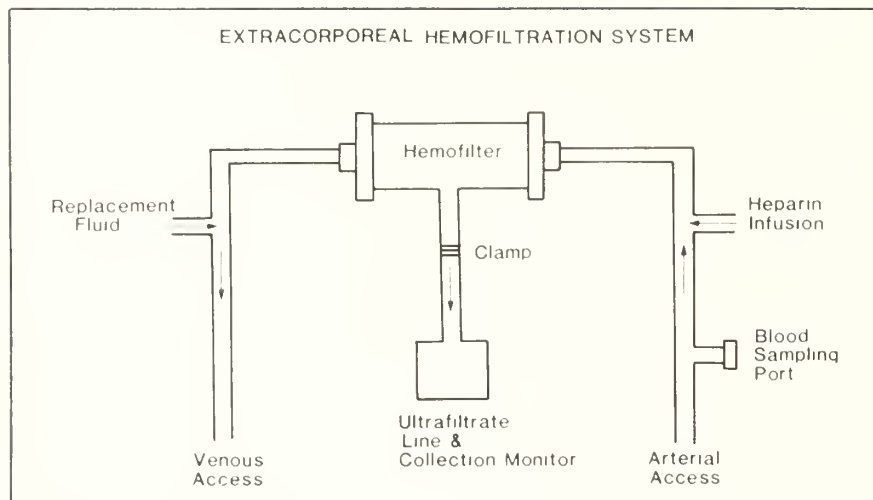 EXTRACORPOREAL HEMOFILTRATION SYSTEM
Hemofilter
Replacement
Fluid
Heparin
Infusion
Clamp
Blood
Sampling
Port
Ultrafiltrate
Line &
Collection Monitor
Venous
Access
Arterial
Access